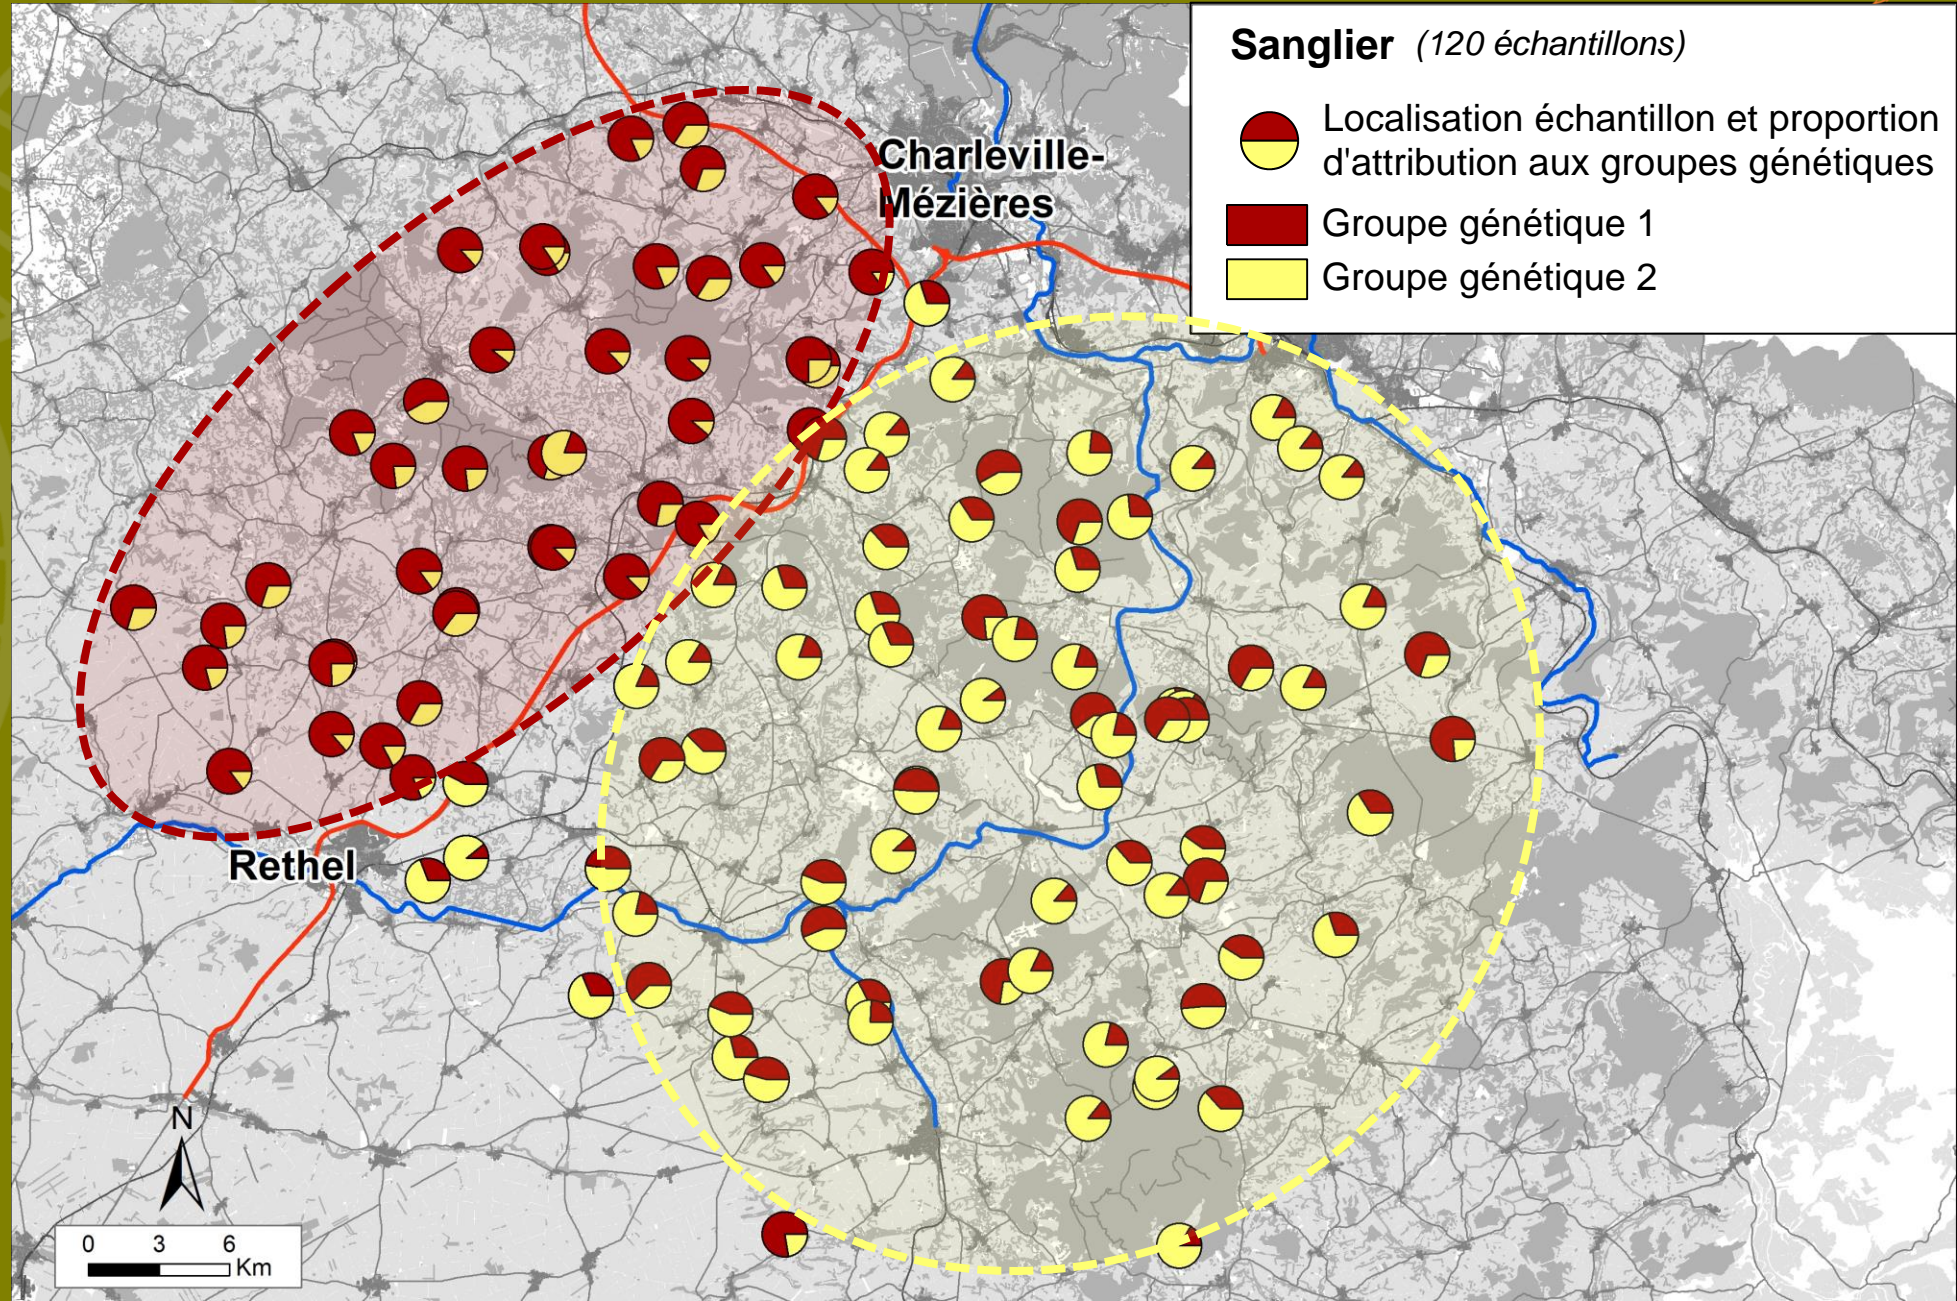 Sanglier (120 échantillons)
Localisation échantillon et proportion
d'attribution aux groupes génétiques
Groupe génétique 1
Groupe génétique 2
Charleville-
Mézières
Rethel
N
0 3 6
Km